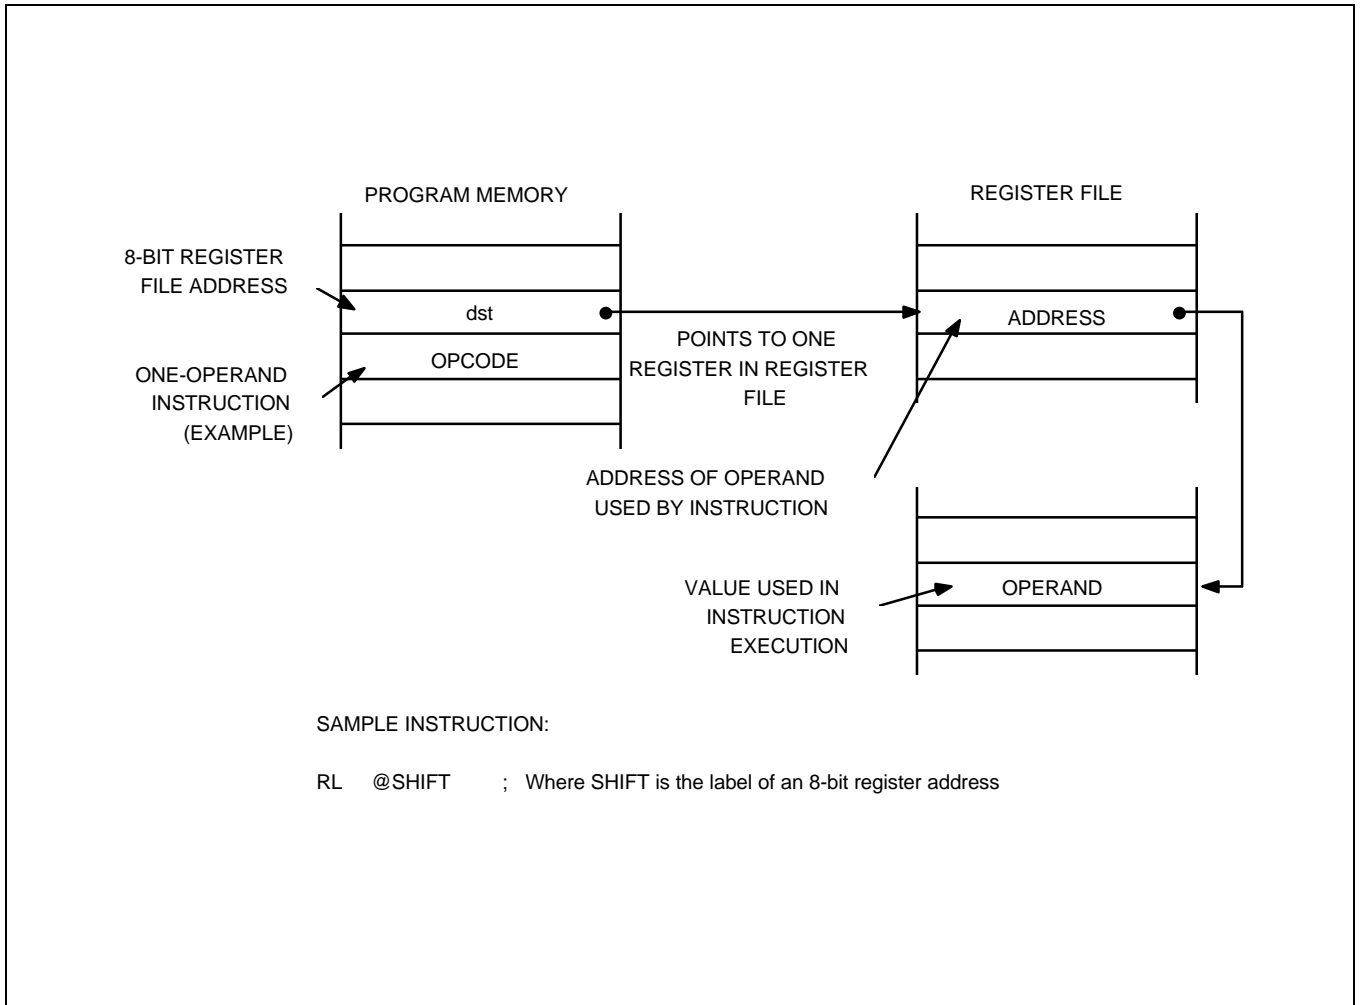 PROGRAM MEMORY
REGISTER FILE
8-BIT REGISTER
FILE ADDRESS
dst
ADDRESS
POINTS TO ONE
REGISTER IN REGISTER
FILE
OPCODE
ONE-OPERAND
INSTRUCTION
(EXAMPLE)
ADDRESS OF OPERAND
USED BY INSTRUCTION
VALUE USED IN
INSTRUCTION
EXECUTION
OPERAND
SAMPLE INSTRUCTION:
RL @SHIFT ; Where SHIFT is the label of an 8-bit register address